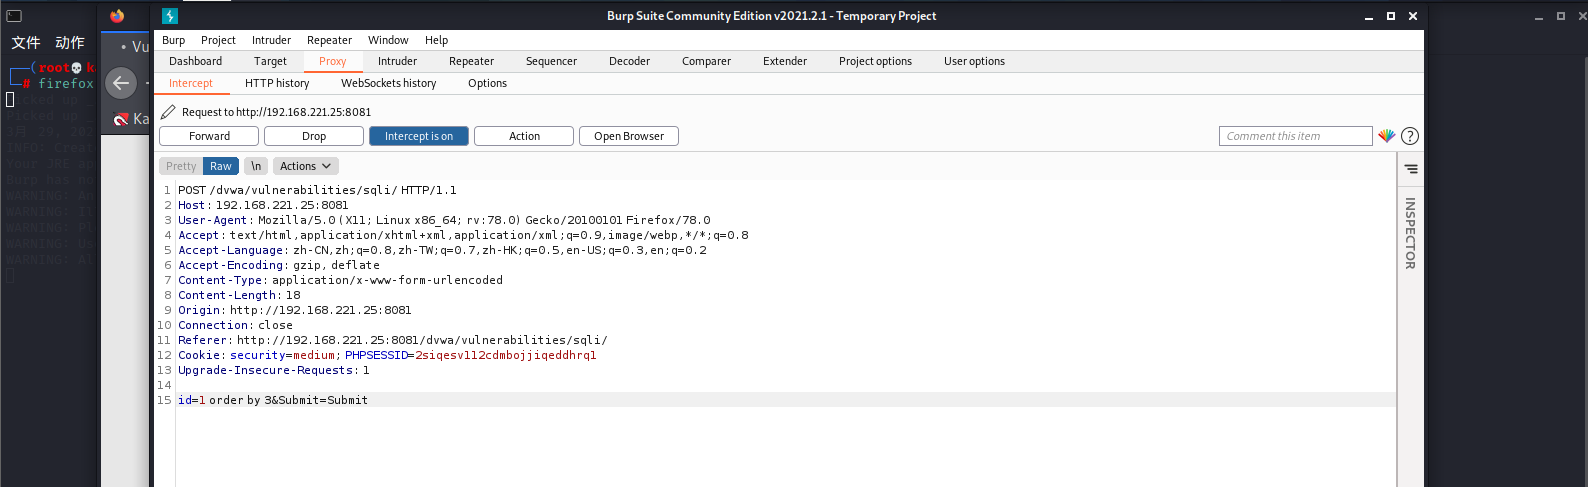 Burp Suite Community Edition v2021.2.1 - Temporary Project
文件 动作
Burp Project Intruder Repeater Window Help
Dashboard Target Proxy Intruder Repeater Sequencer Decoder Comparer Extender Project options User options
Intercept HTTP history WebSockets history Options
Request to http://192.168.221.25:8081
Forward Drop Intercept is on Action Open Browser Comment this item ?
Pretty Raw \n Actions
1 POST /dvwa/vulnerabilities/sqli/ HTTP/1.1
2 Host: 192.168.221.25:8081
3 User-Agent: Mozilla/5.0 (X11; Linux x86_64; rv:78.0) Gecko/20100101 Firefox/78.0
4 Accept: text/html,application/xhtml+xml,application/xml;q=0.9,image/webp,*/*;q=0.8
5 Accept-Language: zh-CN,zh;q=0.8,zh-TW;q=0.7,zh-HK;q=0.5,en-US;q=0.3,en;q=0.2
6 Accept-Encoding: gzip, deflate
7 Content-Type: application/x-www-form-urlencoded
8 Content-Length: 18
9 Origin: http://192.168.221.25:8081
10 Connection: close
11 Referer: http://192.168.221.25:8081/dvwa/vulnerabilities/sqli/
12 Cookie: security=medium; PHPSESSID=2siqesvll2cdmbojjiqeddhrq1
13 Upgrade-Insecure-Requests: 1
14
15 id=1 order by 3&Submit=Submit
INSPECTOR
(root
# firefox
Picked up
Picked up
3月 29, 202
INFO: Create
Your JRE app
Burp has no
WARNING: An
WARNING: Il
WARNING: Pl
WARNING: Use
WARNING: Al
• Vu
Ka